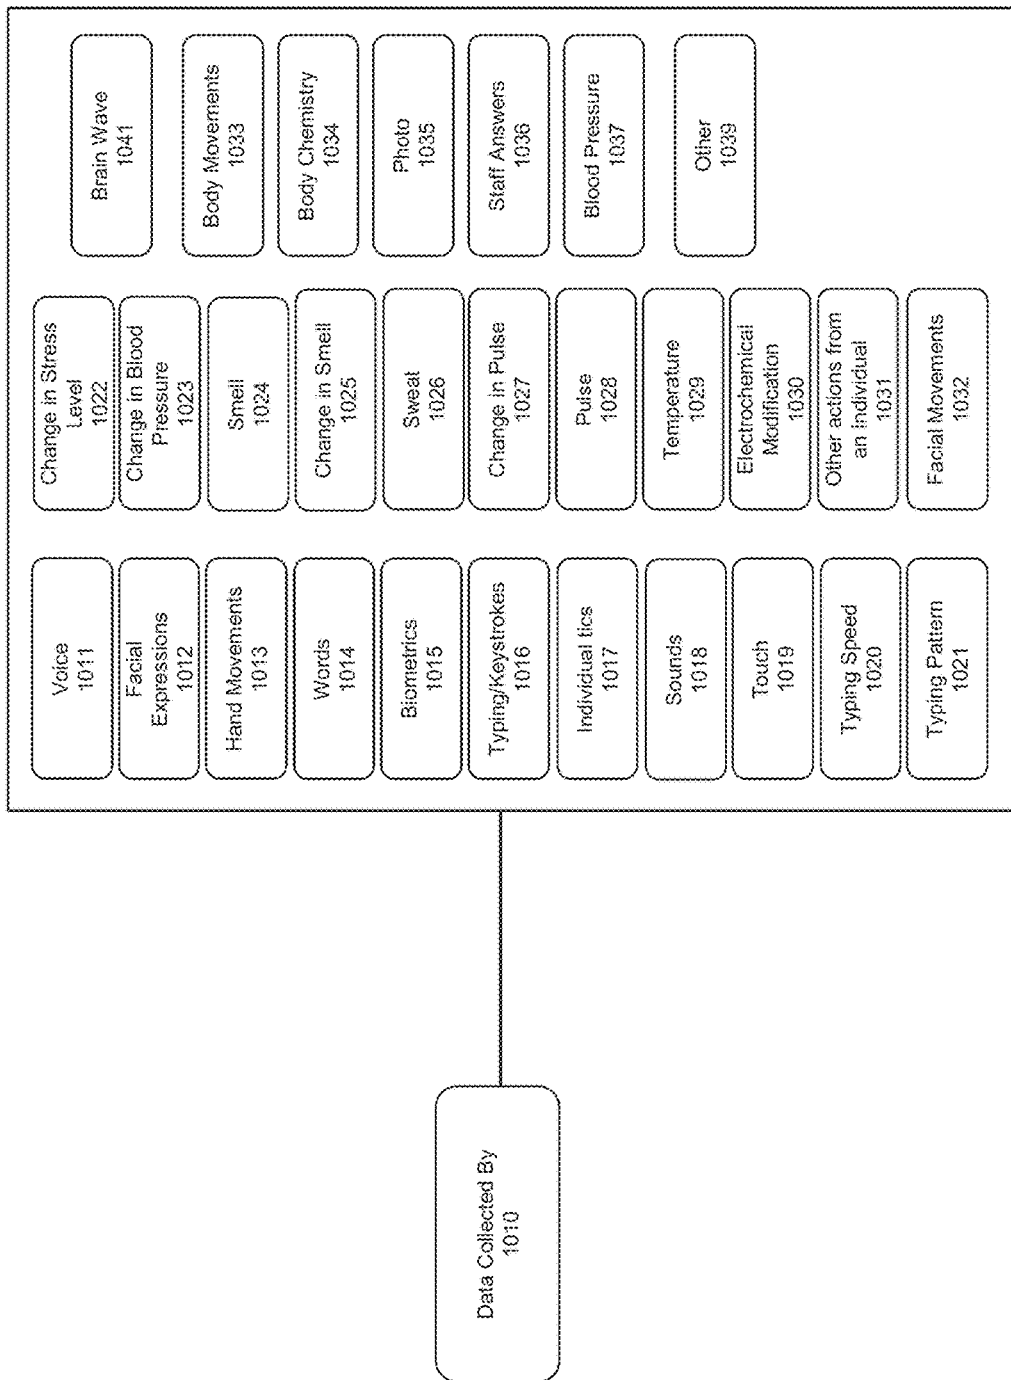 Data Collected By
1010
Voice
1011
Facial
Expressions
1012
Hand Movements
1013
Words
1014
Biometrics
1015
Typing/Keystrokes
1016
Individual tics
1017
Sounds
1018
Touch
1019
Typing Speed
1020
Typing Pattern
1021
Change in Stress
Level
1022
Change in Blood
Pressure
1023
Smell
1024
Change in Smell
1025
Sweat
1026
Change in Pulse
1027
Pulse
1028
Temperature
1029
Electrochemical
Modification
1030
Other actions from
an Individual
1031
Facial Movements
1032
Brain Wave
1041
Body Movements
1033
Body Chemistry
1034
Photo
1035
Staff Answers
1036
Blood Pressure
1037
Other
1039